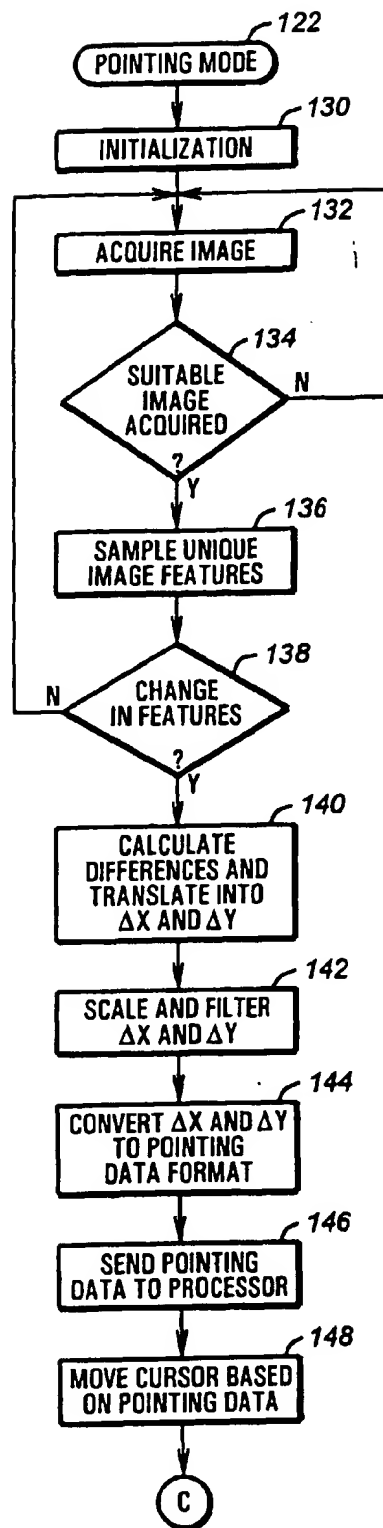 122
POINTING MODE
130
INITIALIZATION
132
ACQUIRE IMAGE
134
SUITABLE
IMAGE
ACQUIRED
?
N
Y
136
SAMPLE UNIQUE
IMAGE FEATURES
138
CHANGE
IN FEATURES
?
N
Y
140
CALCULATE
DIFFERENCES AND
TRANSLATE INTO
ΔX AND ΔY
142
SCALE AND FILTER
ΔX AND ΔY
144
CONVERT ΔX AND ΔY
TO POINTING
DATA FORMAT
146
SEND POINTING
DATA TO PROCESSOR
148
MOVE CURSOR BASED
ON POINTING DATA
C